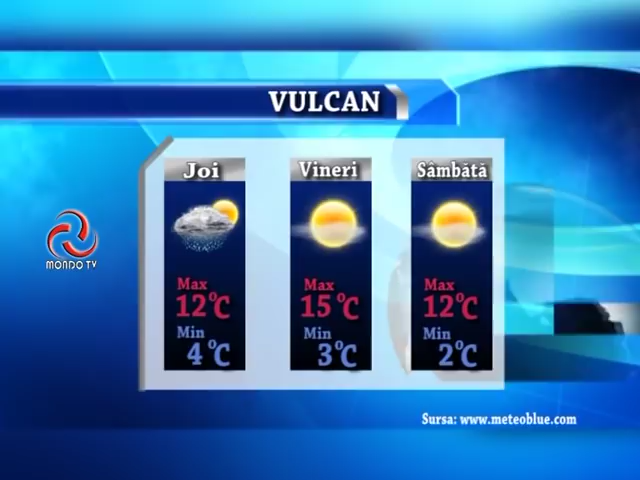 VULCAN
Joi
Max
12°C
Min
4°C
Vineri
Max
15°C
Min
3°C
Sâmbătă
Max
12°C
Min
2°C
MONDO TV
Sursa: www.meteoblue.com